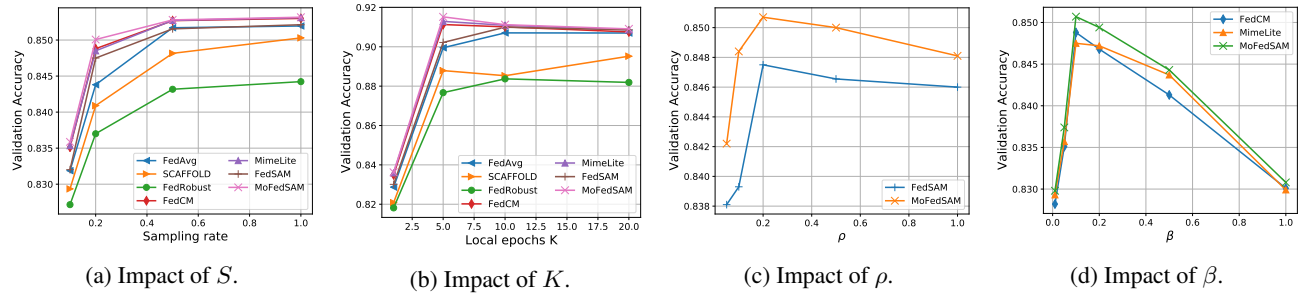 Validation Accuracy
0.850
0.845
0.840
0.835
0.830
0.2 0.4 0.6 0.8 1.0
Sampling rate
FedAvg
SCAFFOLD
FedRobust
FedCM
MimeLite
FedSAM
MoFedSAM
(a) Impact of S.
Validation Accuracy
0.92
0.90
0.88
0.86
0.84
0.82
2.5 5.0 7.5 10.0 12.5 15.0 17.5 20.0
Local epochs K
FedAvg
SCAFFOLD
FedRobust
FedCM
MimeLite
FedSAM
MoFedSAM
(b) Impact of K.
Validation Accuracy
0.850
0.848
0.846
0.844
0.842
0.840
0.838
0.2 0.4 0.6 0.8 1.0
ρ
FedSAM
MoFedSAM
(c) Impact of ρ.
Validation Accuracy
0.850
0.845
0.840
0.835
0.830
0.0 0.2 0.4 0.6 0.8 1.0
β
FedCM
MimeLite
MoFedSAM
(d) Impact of β.